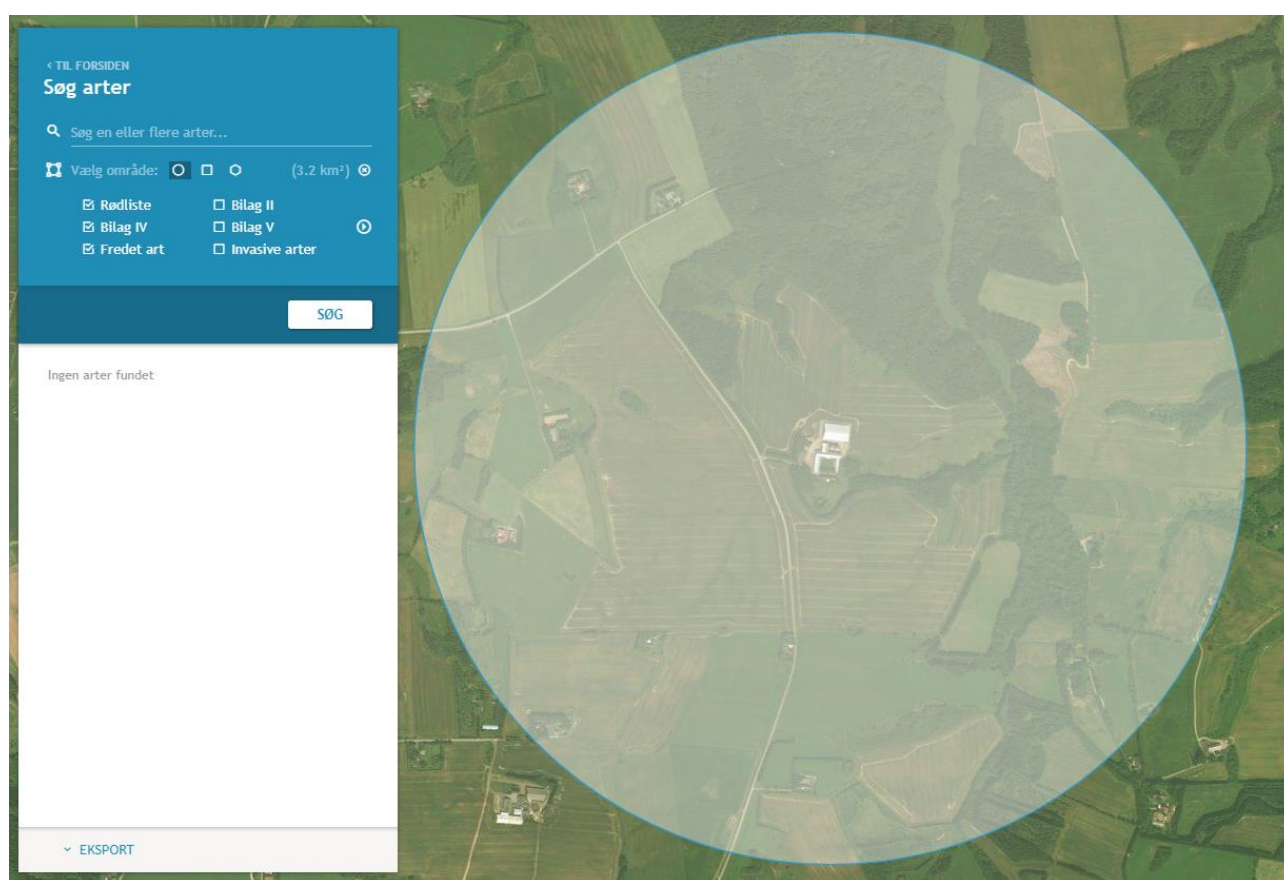 ‹ TIL FORSIDEN
Søg arter
Søg en eller flere arter...
Vælg område: (3.2 km²)
Rødliste Bilag II
Bilag IV Bilag V
Fredet art Invasive arter
SØG
Ingen arter fundet
EKSPORT